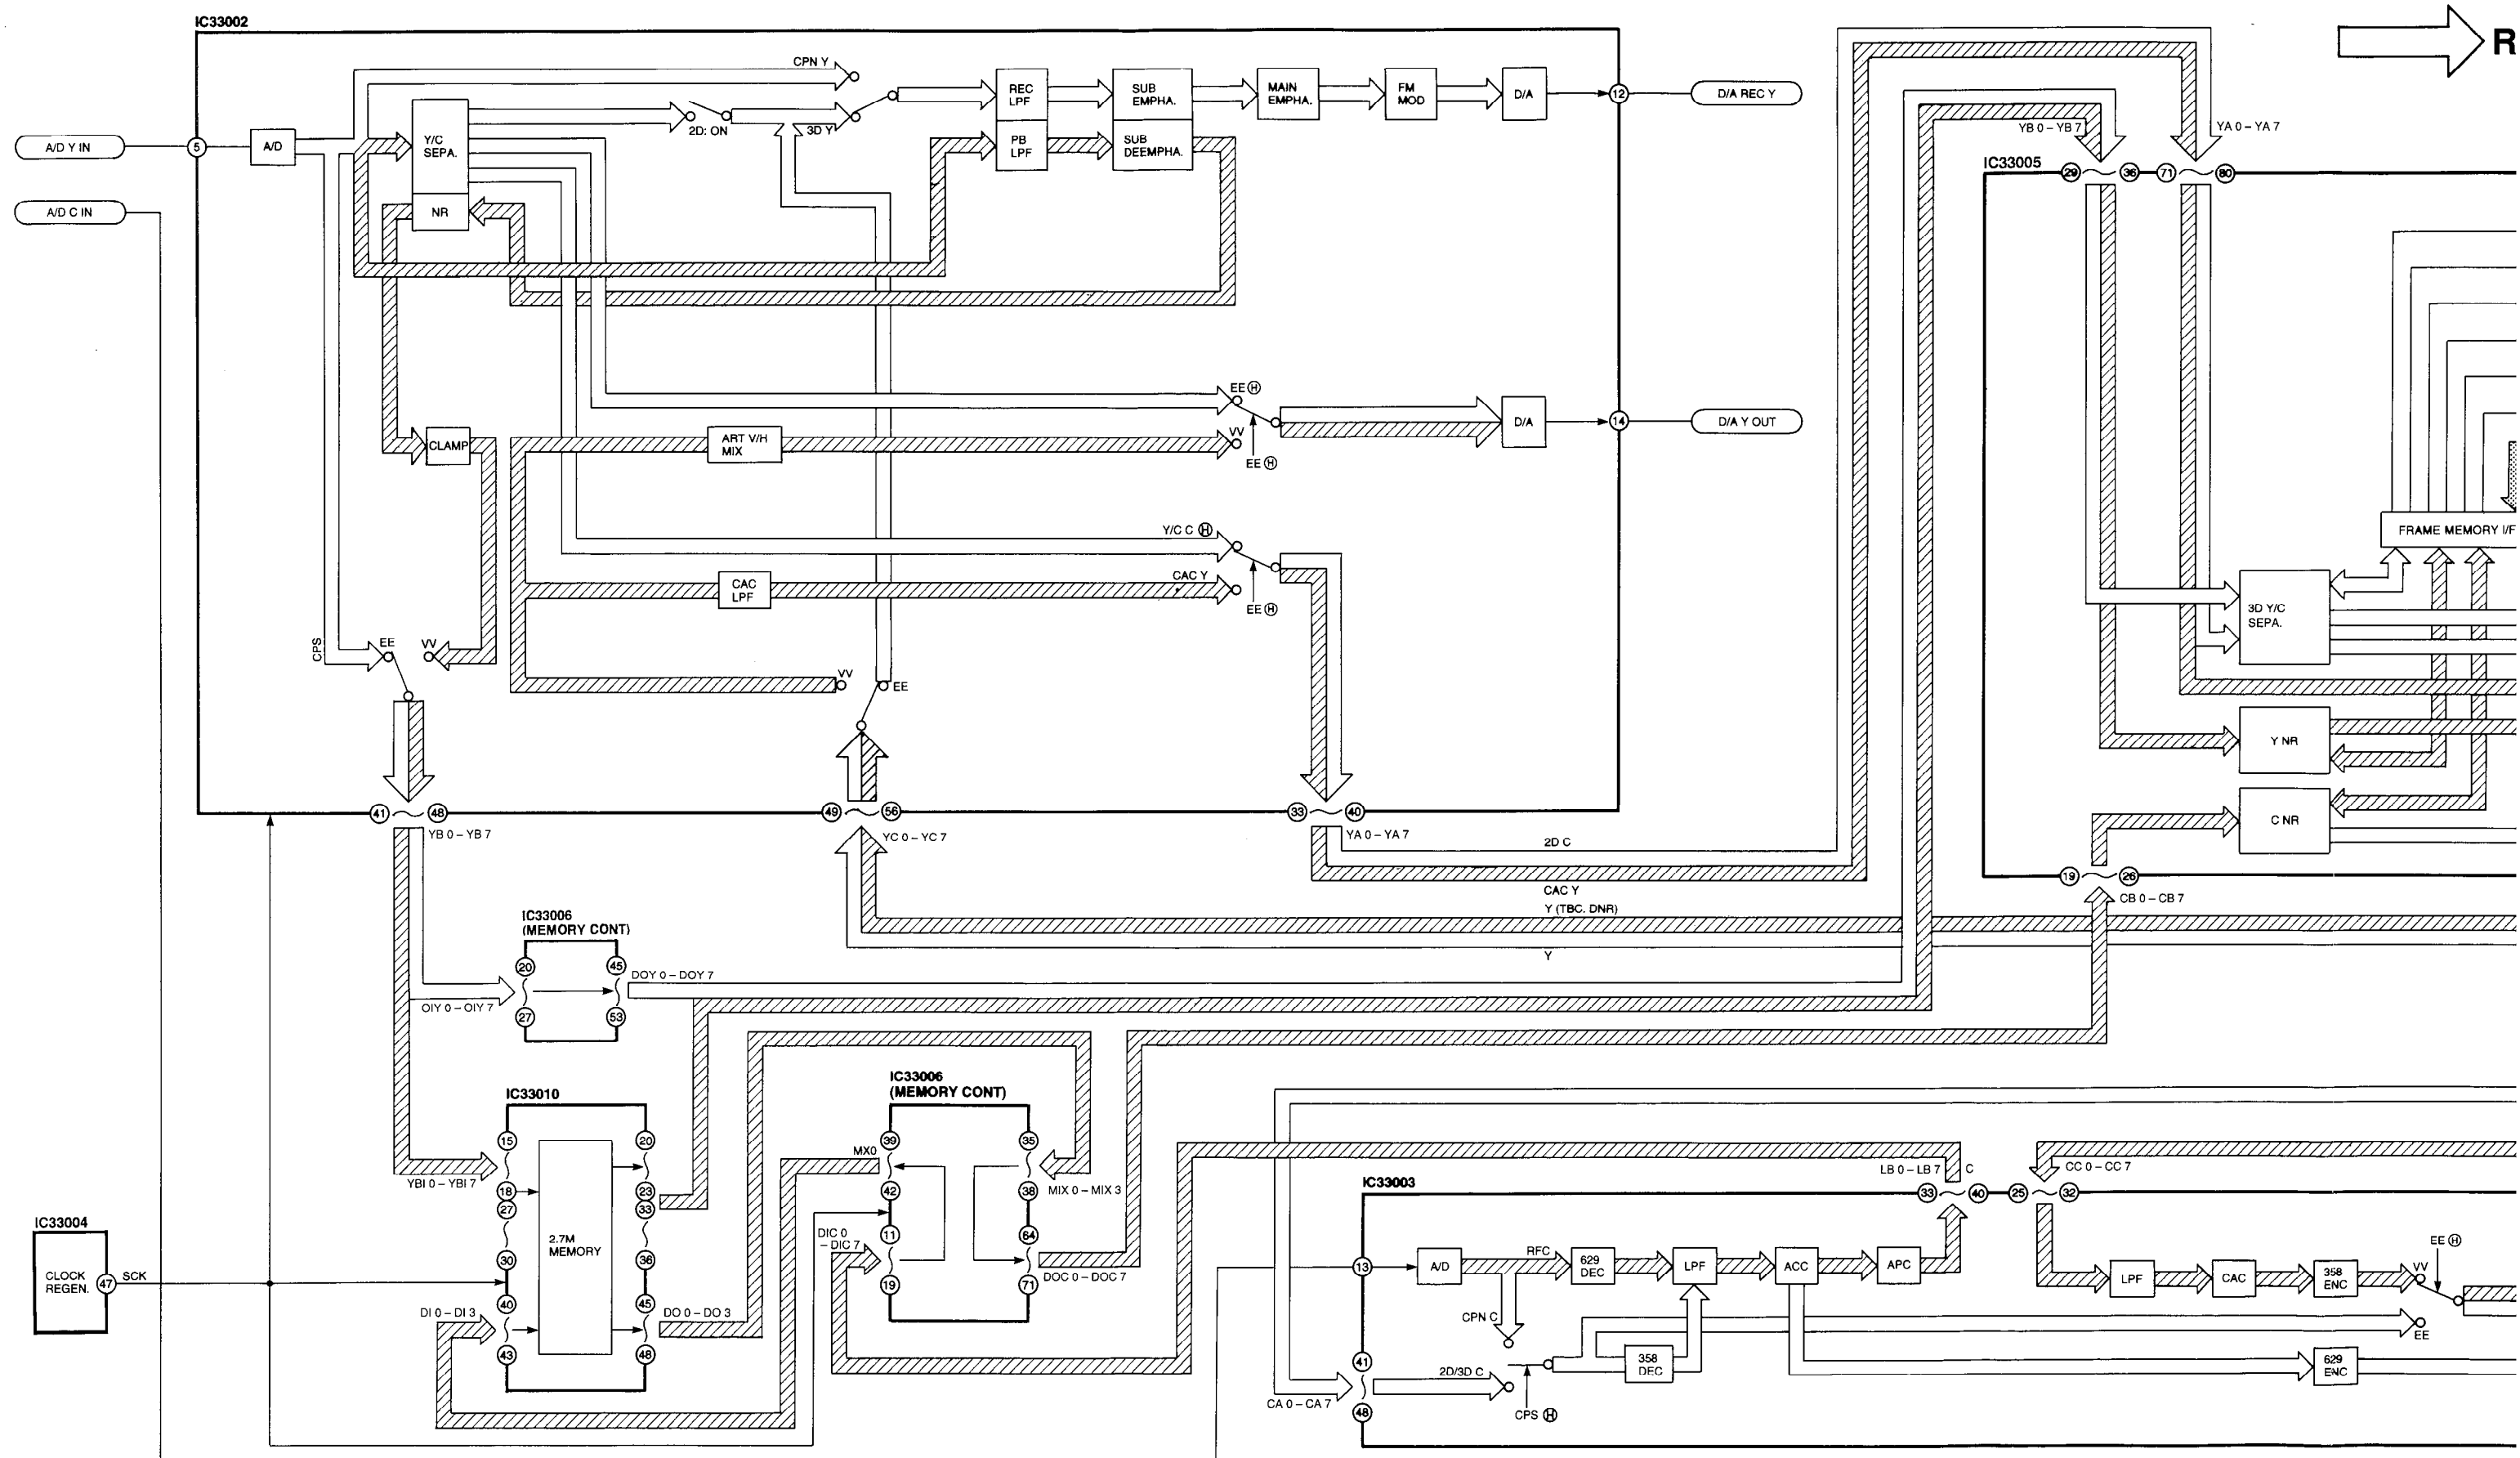 IC33002
R
CPN Y
A/D Y IN
5
A/D
Y/C
SEPA.
NR
2D: ON
3D Y
REC
LPF
PB
LPF
SUB
EMPHA.
SUB
DEEMPHA.
MAIN
EMPHA.
FM
MOD
D/A
12
D/A REC Y
A/D C IN
YB 0 – YB 7
YA 0 – YA 7
IC33005
29
36
71
80
EE H
VV
EE H
D/A
14
D/A Y OUT
CLAMP
ART V/H
MIX
Y/C C H
CAC Y
EE H
CAC
LPF
FRAME MEMORY I/F
3D Y/C
SEPA.
CPS
EE
VV
VV
EE
Y NR
C NR
41
48
YB 0 – YB 7
49
56
YC 0 – YC 7
33
40
YA 0 – YA 7
2D C
CAC Y
Y (TBC. DNR)
Y
19
26
CB 0 – CB 7
IC33006
(MEMORY CONT)
20
45
27
53
OIY 0 – OIY 7
DOY 0 – DOY 7
IC33010
15
18
27
30
40
43
20
23
33
36
45
48
2.7M
MEMORY
YBI 0 – YBI 7
DI 0 – DI 3
DO 0 – DO 3
IC33004
CLOCK
REGEN.
47
SCK
IC33006
(MEMORY CONT)
MX0
39
42
11
19
35
38
64
71
MIX 0 – MIX 3
DIC 0
– DIC 7
DOC 0 – DOC 7
IC33003
LB 0 – LB 7
C
33
40
25
32
CC 0 – CC 7
13
A/D
RFC
629
DEC
LPF
ACC
APC
LPF
CAC
358
ENC
VV
EE H
EE
CPN C
358
DEC
629
ENC
41
48
CA 0 – CA 7
2D/3D C
CPS H